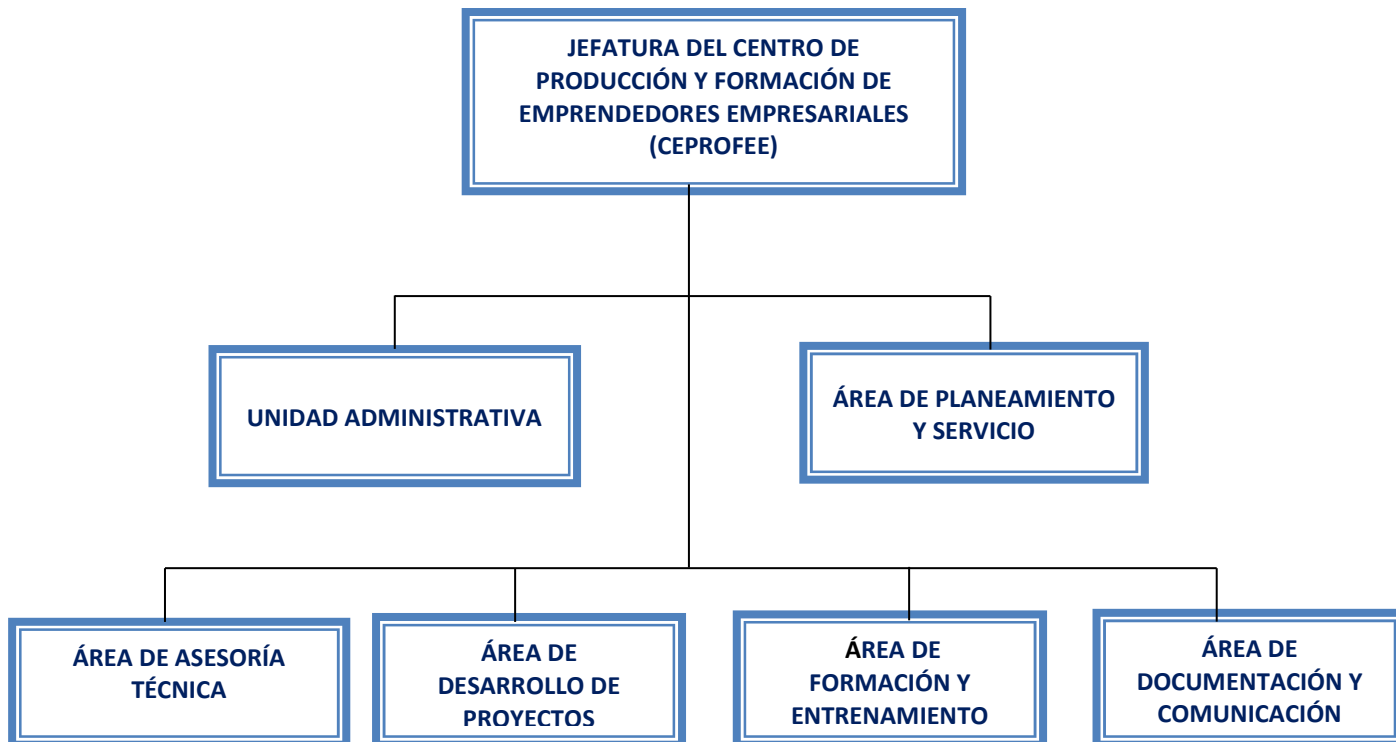 JEFATURA DEL CENTRO DE
PRODUCCIÓN Y FORMACIÓN DE
EMPRENDEDORES EMPRESARIALES
(CEPROFEE)
UNIDAD ADMINISTRATIVA
ÁREA DE PLANEAMIENTO
Y SERVICIO
ÁREA DE ASESORÍA
TÉCNICA
ÁREA DE
DESARROLLO DE
PROYECTOS
ÁREA DE
FORMACIÓN Y
ENTRENAMIENTO
ÁREA DE
DOCUMENTACIÓN Y
COMUNICACIÓN